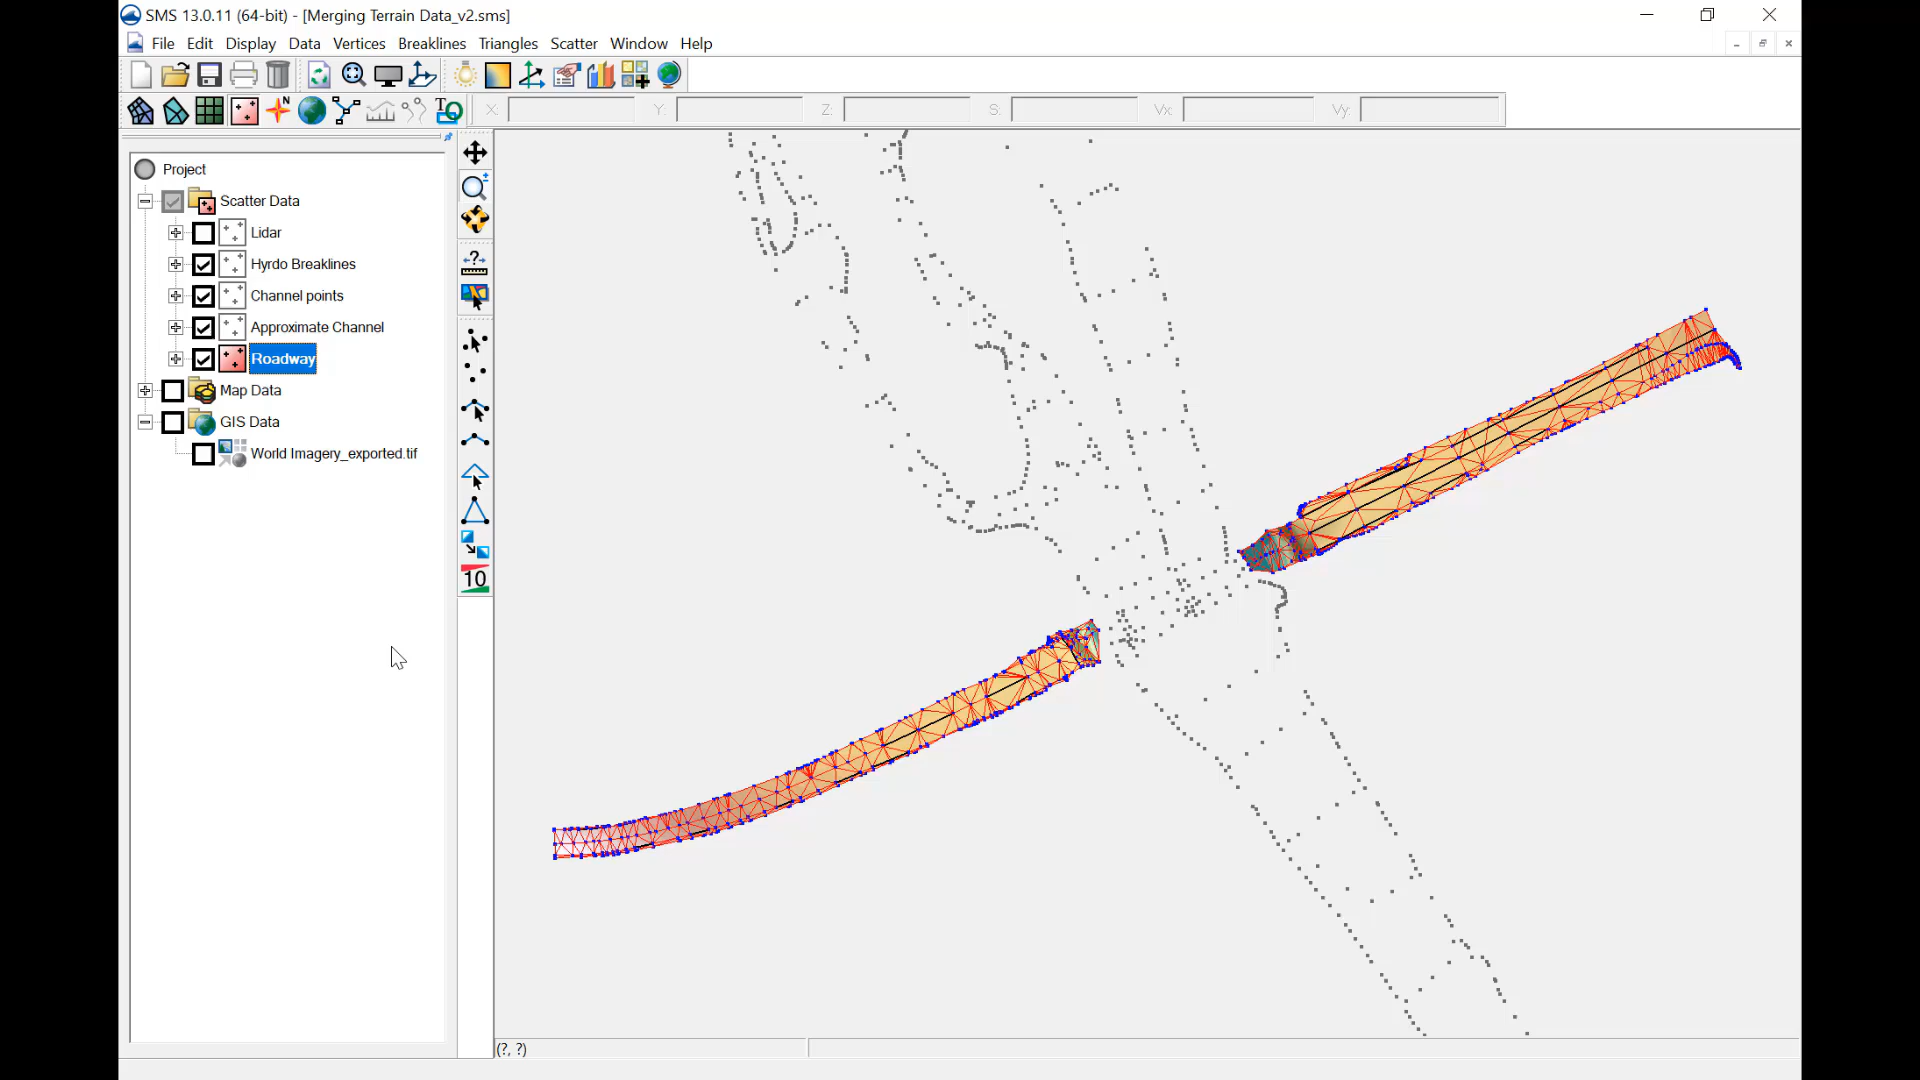 SMS 13.0.11 (64-bit) - [Merging Terrain Data_v2.sms]
File Edit Display Data Vertices Breaklines Triangles Scatter Window Help
N TO X: Y: Z: S: Vx: Vy:
Project
Scatter Data
Lidar
Hyrdo Breaklines
Channel points
Approximate Channel
Roadway
Map Data
GIS Data
World Imagery_exported.tif
?
10
(?, ?)